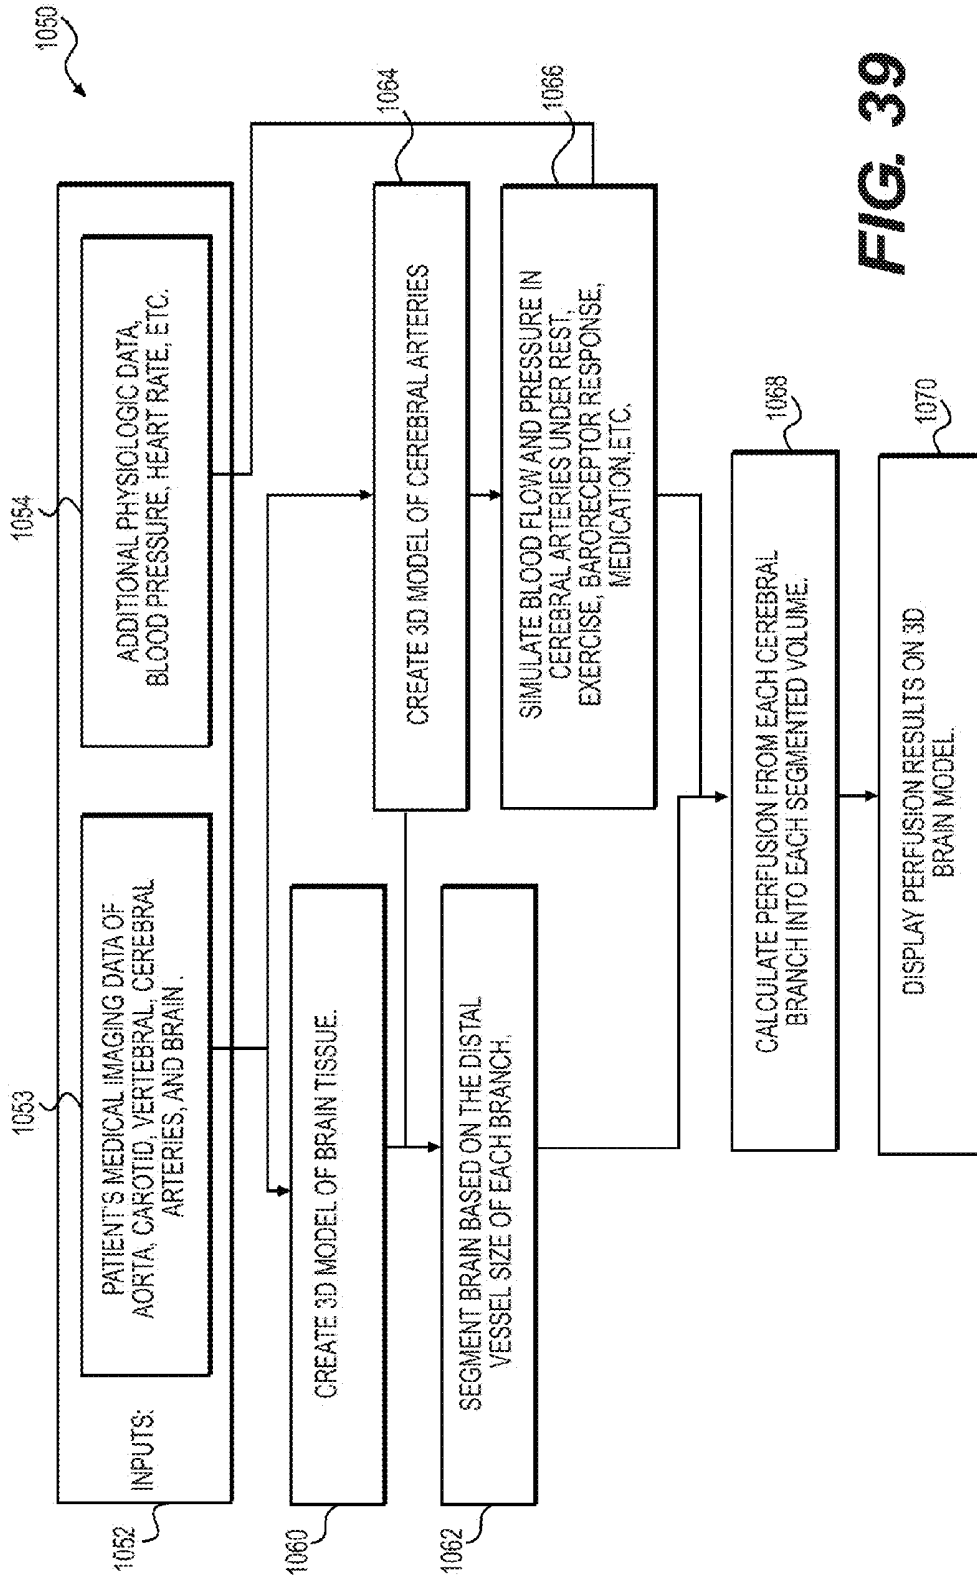 1050
1052
INPUTS:
1053
PATIENT'S MEDICAL IMAGING DATA OF
AORTA, CAROTID, VERTEBRAL, CEREBRAL
ARTERIES, AND BRAIN.
1054
ADDITIONAL PHYSIOLOGIC DATA,
BLOOD PRESSURE, HEART RATE, ETC.
1060
CREATE 3D MODEL OF BRAIN TISSUE.
1064
CREATE 3D MODEL OF CEREBRAL ARTERIES
1062
SEGMENT BRAIN BASED ON THE DISTAL
VESSEL SIZE OF EACH BRANCH.
1066
SIMULATE BLOOD FLOW AND PRESSURE IN
CEREBRAL ARTERIES UNDER REST,
EXERCISE, BARORECEPTOR RESPONSE,
MEDICATION,ETC.
1068
CALCULATE PERFUSION FROM EACH CEREBRAL
BRANCH INTO EACH SEGMENTED VOLUME.
1070
DISPLAY PERFUSION RESULTS ON 3D
BRAIN MODEL.
FIG. 39